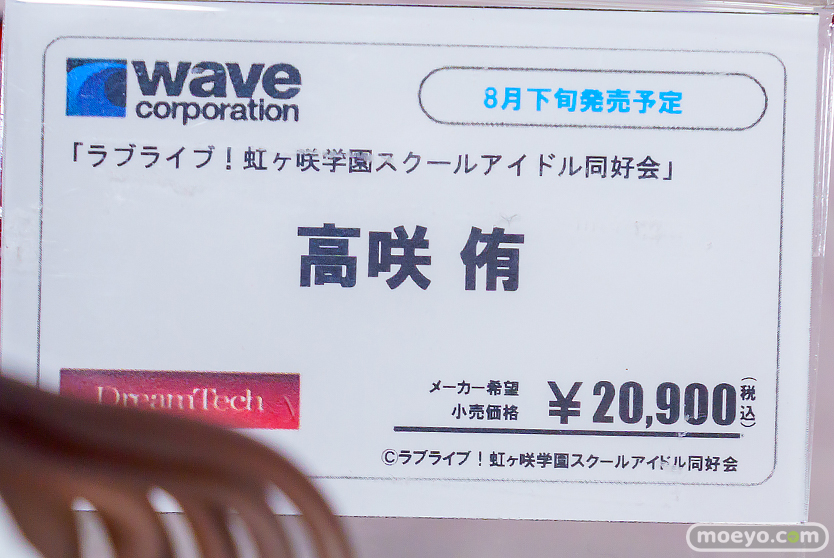 wave
corporation
8月下旬発売予定
「ラブライブ！虹ヶ咲学園スクールアイドル同好会」
高咲 侑
DreamTech
メーカー希望
小売価格
¥20,900(税込)
©ラブライブ！虹ヶ咲学園スクールアイドル同好会
moeyo.com